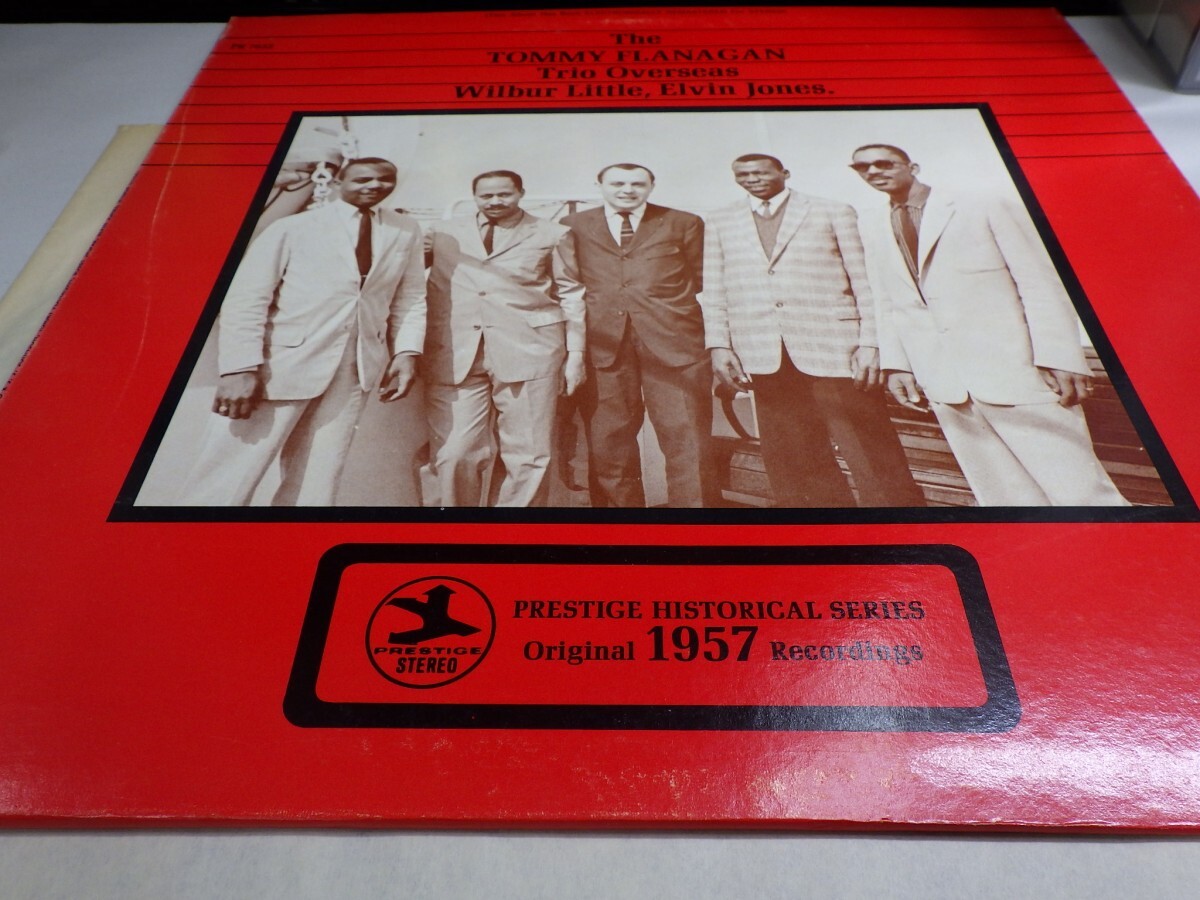 The
TOMMY FLANAGAN
Trio Overseas
Wilbur Little, Elvin Jones.
PRESTIGE
STEREO
PRESTIGE HISTORICAL SERIES
Original 1957 Recordings